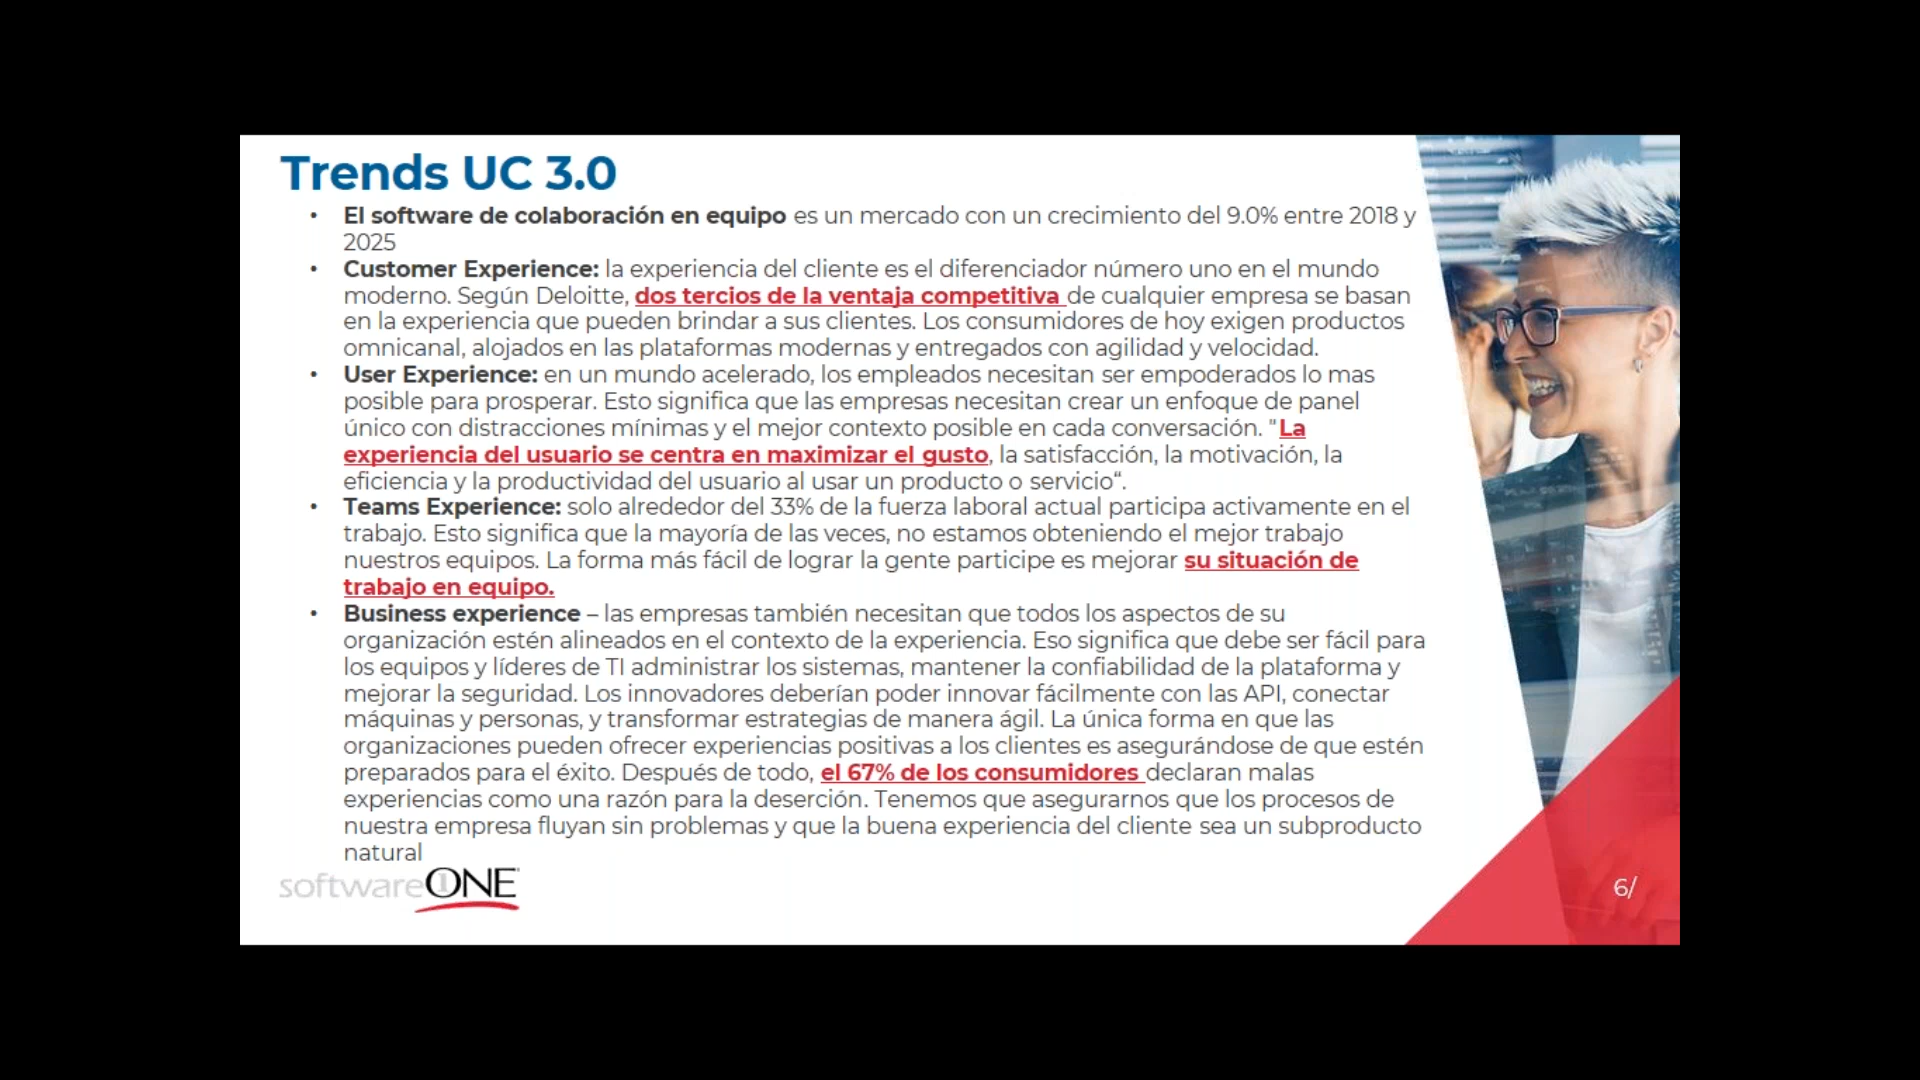 Trends UC 3.0
• El software de colaboración en equipo es un mercado con un crecimiento del 9.0% entre 2018 y
2025
• Customer Experience: la experiencia del cliente es el diferenciador número uno en el mundo
moderno. Según Deloitte, dos tercios de la ventaja competitiva de cualquier empresa se basan
en la experiencia que pueden brindar a sus clientes. Los consumidores de hoy exigen productos
omnicanal, alojados en las plataformas modernas y entregados con agilidad y velocidad.
• User Experience: en un mundo acelerado, los empleados necesitan ser empoderados lo mas
posible para prosperar. Esto significa que las empresas necesitan crear un enfoque de panel
único con distracciones mínimas y el mejor contexto posible en cada conversación. "La
experiencia del usuario se centra en maximizar el gusto, la satisfacción, la motivación, la
eficiencia y la productividad del usuario al usar un producto o servicio“.
• Teams Experience: solo alrededor del 33% de la fuerza laboral actual participa activamente en el
trabajo. Esto significa que la mayoría de las veces, no estamos obteniendo el mejor trabajo
nuestros equipos. La forma más fácil de lograr la gente participe es mejorar su situación de
trabajo en equipo.
• Business experience – las empresas también necesitan que todos los aspectos de su
organización estén alineados en el contexto de la experiencia. Eso significa que debe ser fácil para
los equipos y líderes de TI administrar los sistemas, mantener la confiabilidad de la plataforma y
mejorar la seguridad. Los innovadores deberían poder innovar fácilmente con las API, conectar
máquinas y personas, y transformar estrategias de manera ágil. La única forma en que las
organizaciones pueden ofrecer experiencias positivas a los clientes es asegurándose de que estén
preparados para el éxito. Después de todo, el 67% de los consumidores declaran malas
experiencias como una razón para la deserción. Tenemos que asegurarnos que los procesos de
nuestra empresa fluyan sin problemas y que la buena experiencia del cliente sea un subproducto
natural
softwareONE
6/